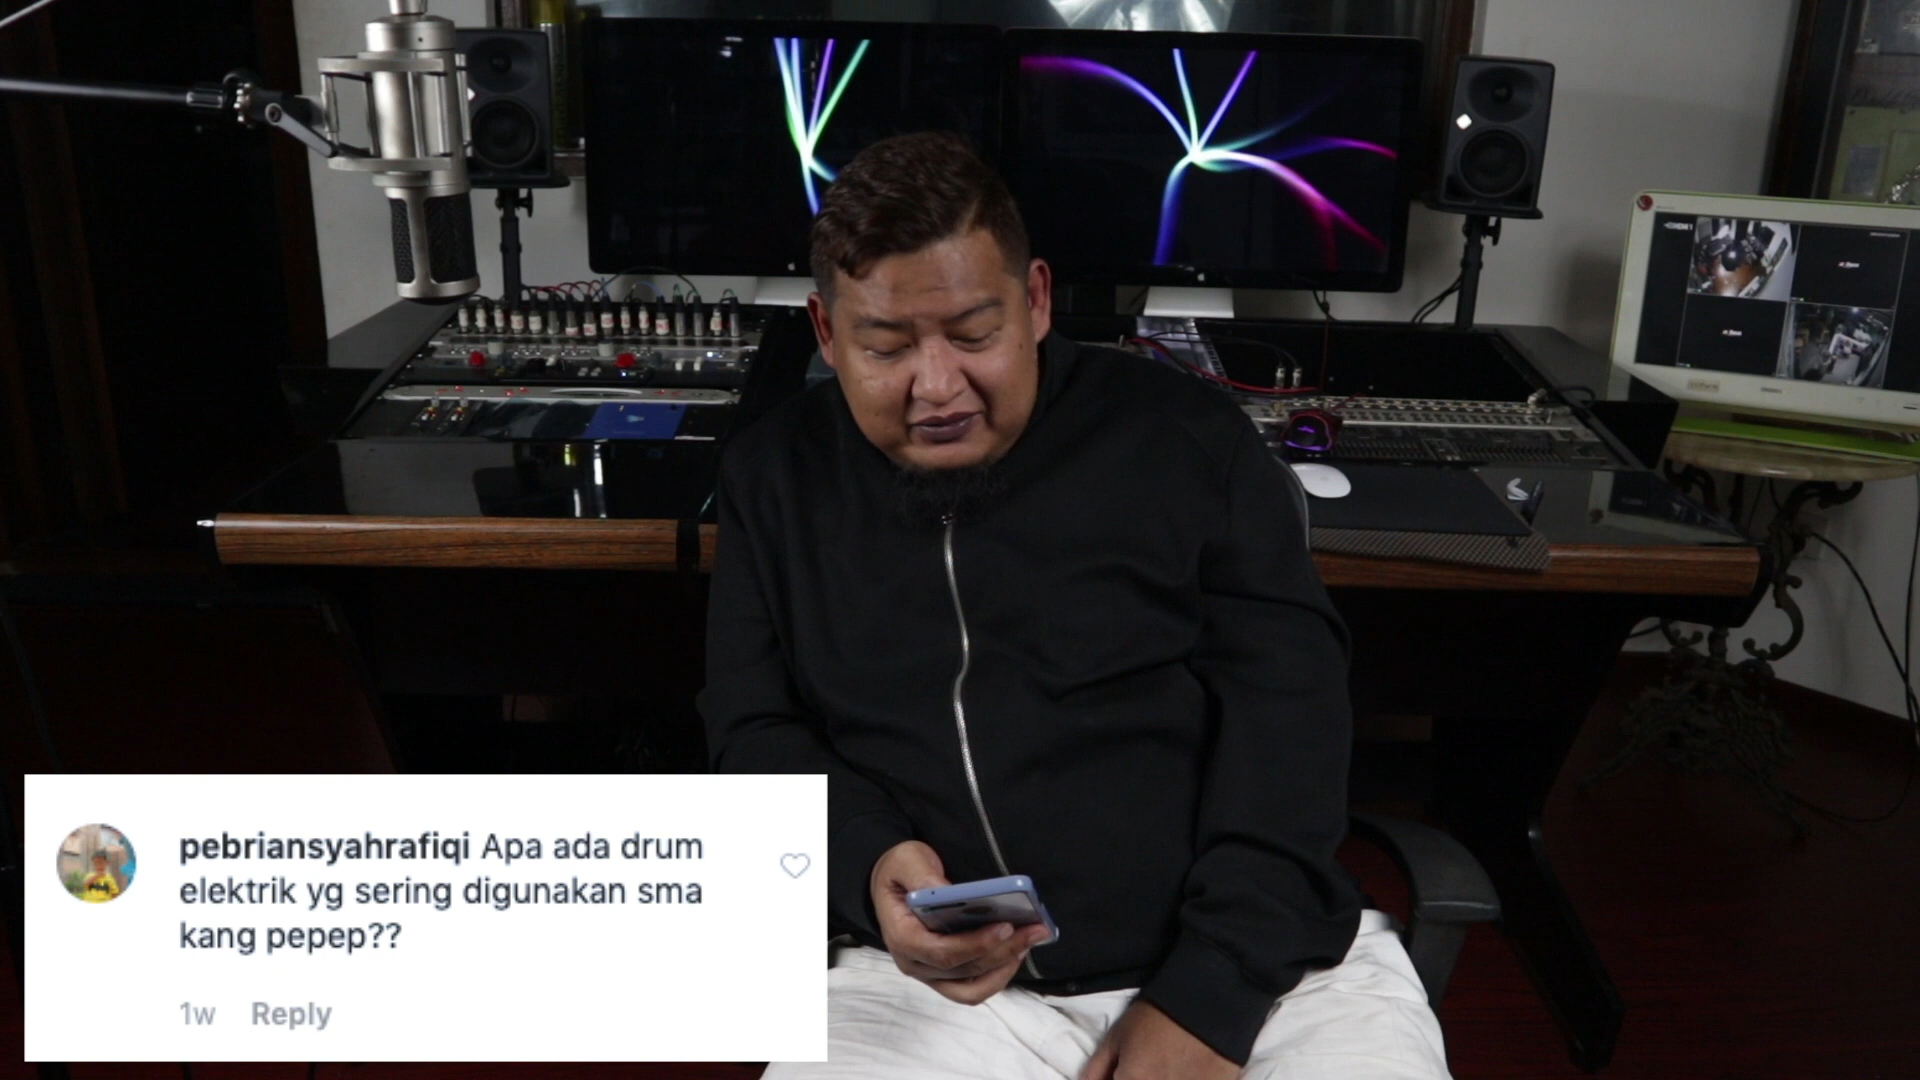 pebriansyahrafiqi Apa ada drum
elektrik yg sering digunakan sma
kang pepep??
1w Reply